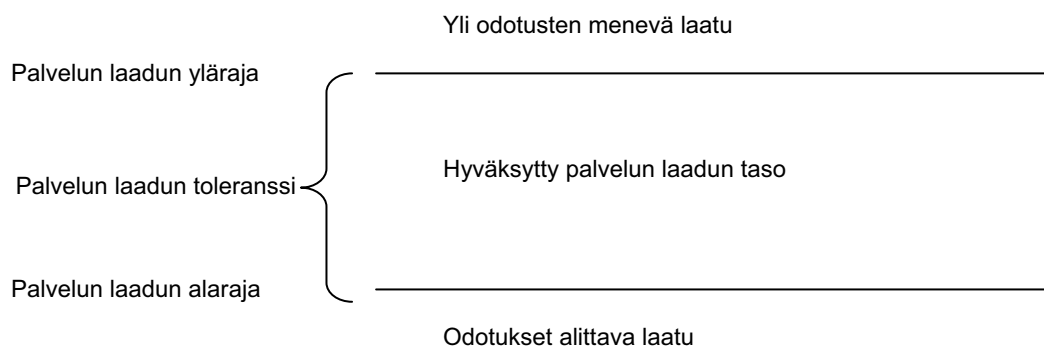 Yli odotusten menevä laatu
Palvelun laadun yläraja
Hyväksytty palvelun laadun taso
Palvelun laadun toleranssi
Palvelun laadun alaraja
Odotukset alittava laatu